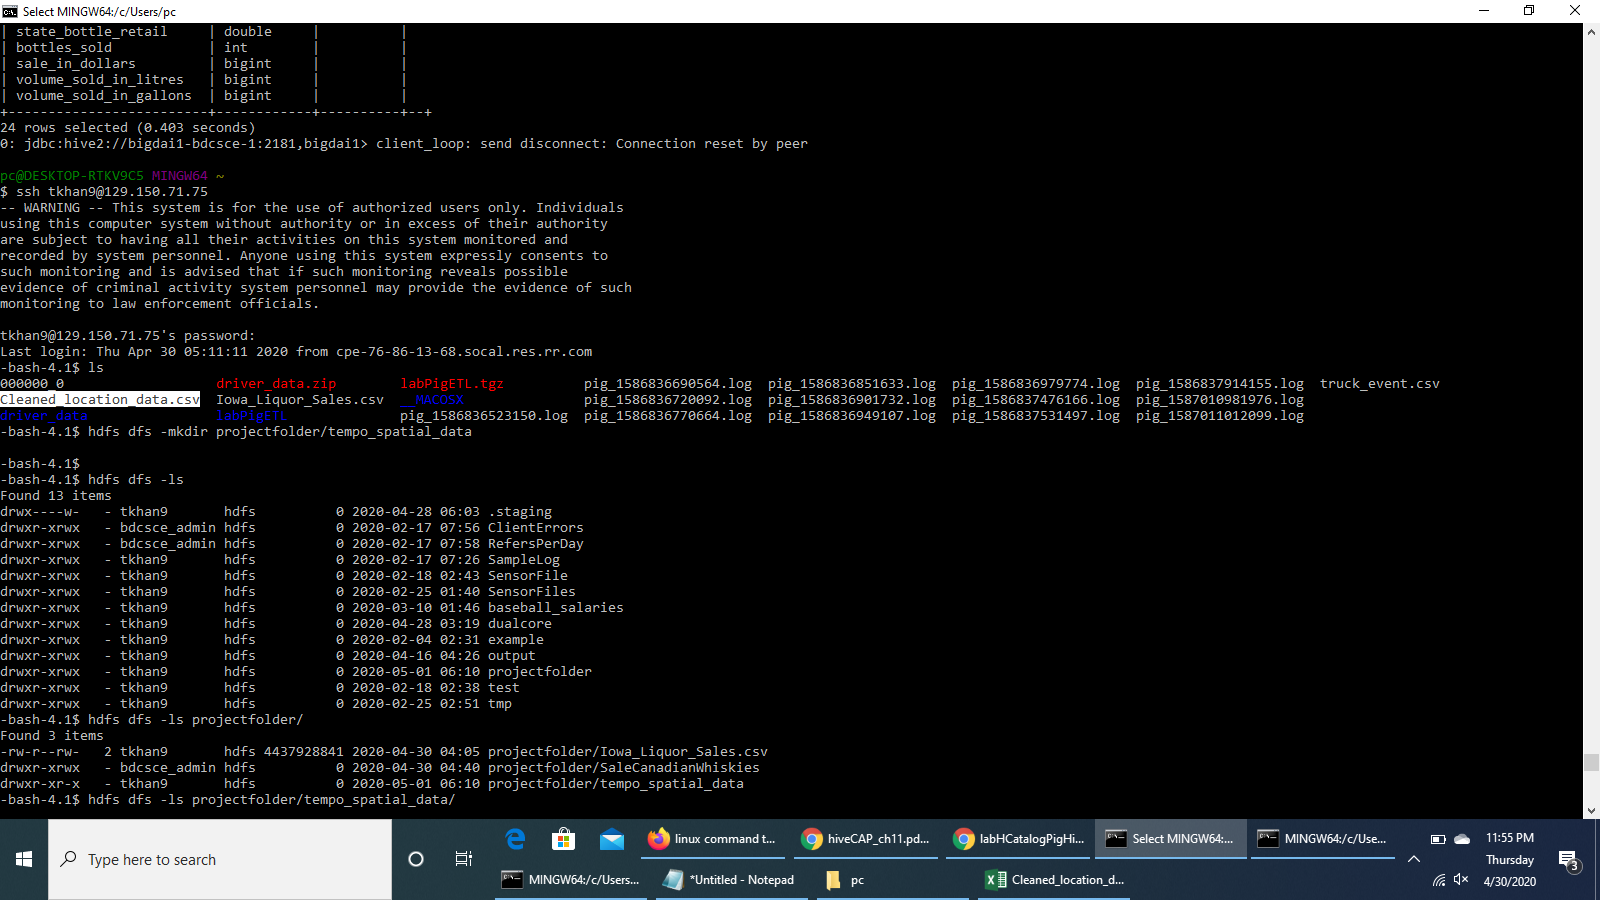 Select MINGW64:/c/Users/pc
| state_bottle_retail     | double     |          |
| bottles_sold            | int        |          |
| sale_in_dollars         | bigint     |          |
| volume_sold_in_litres   | bigint     |          |
| volume_sold_in_gallons  | bigint     |          |
+-------------------------+------------+----------+--+
24 rows selected (0.403 seconds)
0: jdbc:hive2://bigdai1-bdcsce-1:2181,bigdai1> client_loop: send disconnect: Connection reset by peer
pc@DESKTOP-RTKV9C5 MINGW64 ~
$ ssh tkhan9@129.150.71.75
-- WARNING -- This system is for the use of authorized users only. Individuals
using this computer system without authority or in excess of their authority
are subject to having all their activities on this system monitored and
recorded by system personnel. Anyone using this system expressly consents to
such monitoring and is advised that if such monitoring reveals possible
evidence of criminal activity system personnel may provide the evidence of such
monitoring to law enforcement officials.
tkhan9@129.150.71.75's password:
Last login: Thu Apr 30 05:11:11 2020 from cpe-76-86-13-68.socal.res.rr.com
-bash-4.1$ ls
000000_0                   driver_data.zip        labPigETL.tgz          pig_1586836690564.log  pig_1586836851633.log  pig_1586836979774.log  pig_1586837914155.log  truck_event.csv
Cleaned_location_data.csv  Iowa_Liquor_Sales.csv  __MACOSX               pig_1586836720092.log  pig_1586836901732.log  pig_1586837476166.log  pig_1587010981976.log
driver_data                labPigETL              pig_1586836523150.log  pig_1586836770664.log  pig_1586836949107.log  pig_1586837531497.log  pig_1587011012099.log
-bash-4.1$ hdfs dfs -mkdir projectfolder/tempo_spatial_data
-bash-4.1$
-bash-4.1$ hdfs dfs -ls
Found 13 items
drwx----w-   - tkhan9       hdfs          0 2020-04-28 06:03 .staging
drwxr-xrwx   - bdcsce_admin hdfs          0 2020-02-17 07:56 ClientErrors
drwxr-xrwx   - bdcsce_admin hdfs          0 2020-02-17 07:58 RefersPerDay
drwxr-xrwx   - tkhan9       hdfs          0 2020-02-17 07:26 SampleLog
drwxr-xrwx   - tkhan9       hdfs          0 2020-02-18 02:43 SensorFile
drwxr-xrwx   - tkhan9       hdfs          0 2020-02-25 01:40 SensorFiles
drwxr-xrwx   - tkhan9       hdfs          0 2020-03-10 01:46 baseball_salaries
drwxr-xrwx   - tkhan9       hdfs          0 2020-04-28 03:19 dualcore
drwxr-xrwx   - tkhan9       hdfs          0 2020-02-04 02:31 example
drwxr-xrwx   - tkhan9       hdfs          0 2020-04-16 04:26 output
drwxr-xrwx   - tkhan9       hdfs          0 2020-05-01 06:10 projectfolder
drwxr-xrwx   - tkhan9       hdfs          0 2020-02-18 02:38 test
drwxr-xrwx   - tkhan9       hdfs          0 2020-02-25 02:51 tmp
-bash-4.1$ hdfs dfs -ls projectfolder/
Found 3 items
-rw-r--rw-   2 tkhan9       hdfs 4437928841 2020-04-30 04:05 projectfolder/Iowa_Liquor_Sales.csv
drwxr-xrwx   - bdcsce_admin hdfs          0 2020-04-30 04:40 projectfolder/SaleCanadianWhiskies
drwxr-xr-x   - tkhan9       hdfs          0 2020-05-01 06:10 projectfolder/tempo_spatial_data
-bash-4.1$ hdfs dfs -ls projectfolder/tempo_spatial_data/
Type here to search
linux command t...
hiveCAP_ch11.pd...
labHCatalogPigHi...
Select MINGW64:...
MINGW64:/c/Use...
MINGW64:/c/Users...
*Untitled - Notepad
pc
Cleaned_location_d...
11:55 PM
Thursday
4/30/2020
3